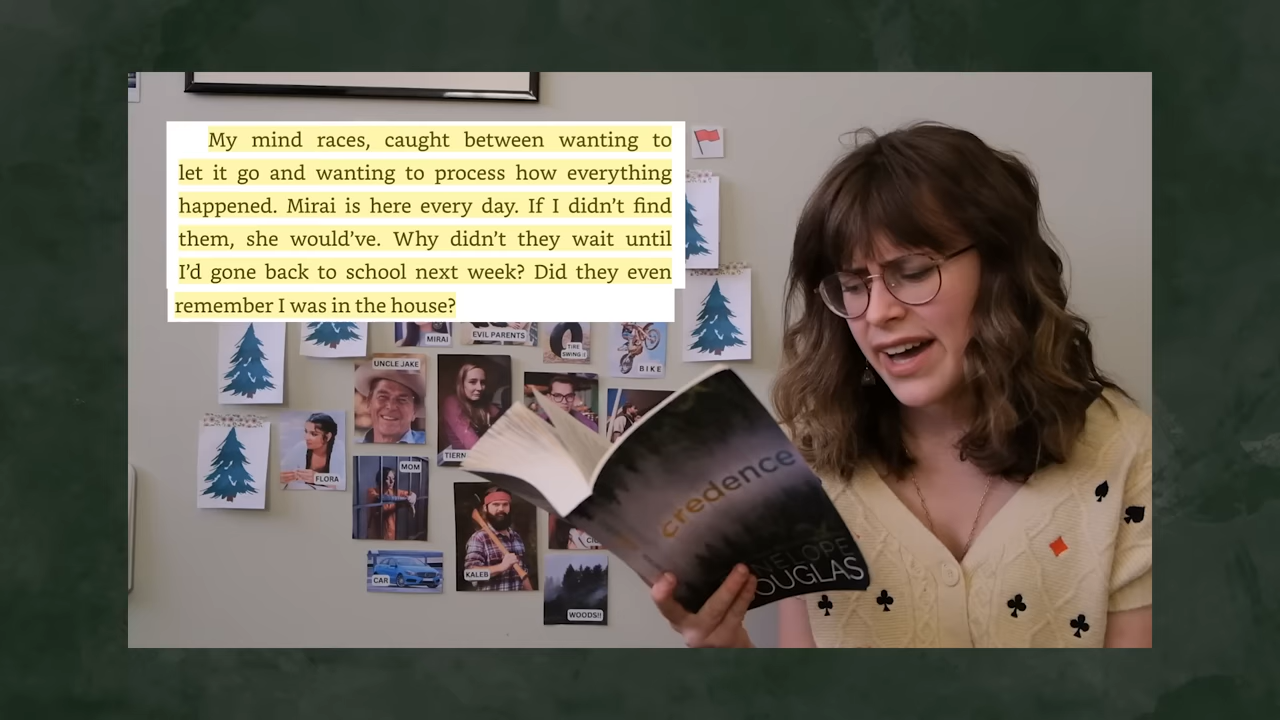 My mind races, caught between wanting to
let it go and wanting to process how everything
happened. Mirai is here every day. If I didn't find
them, she would've. Why didn't they wait until
I'd gone back to school next week? Did they even
remember I was in the house?
MIRAI
EVIL PARENTS
TIRE
SWING :)
BIKE
UNCLE JAKE
FLORA
MOM
CAR
KALEB
WOODS!!
credence
DOUGLAS